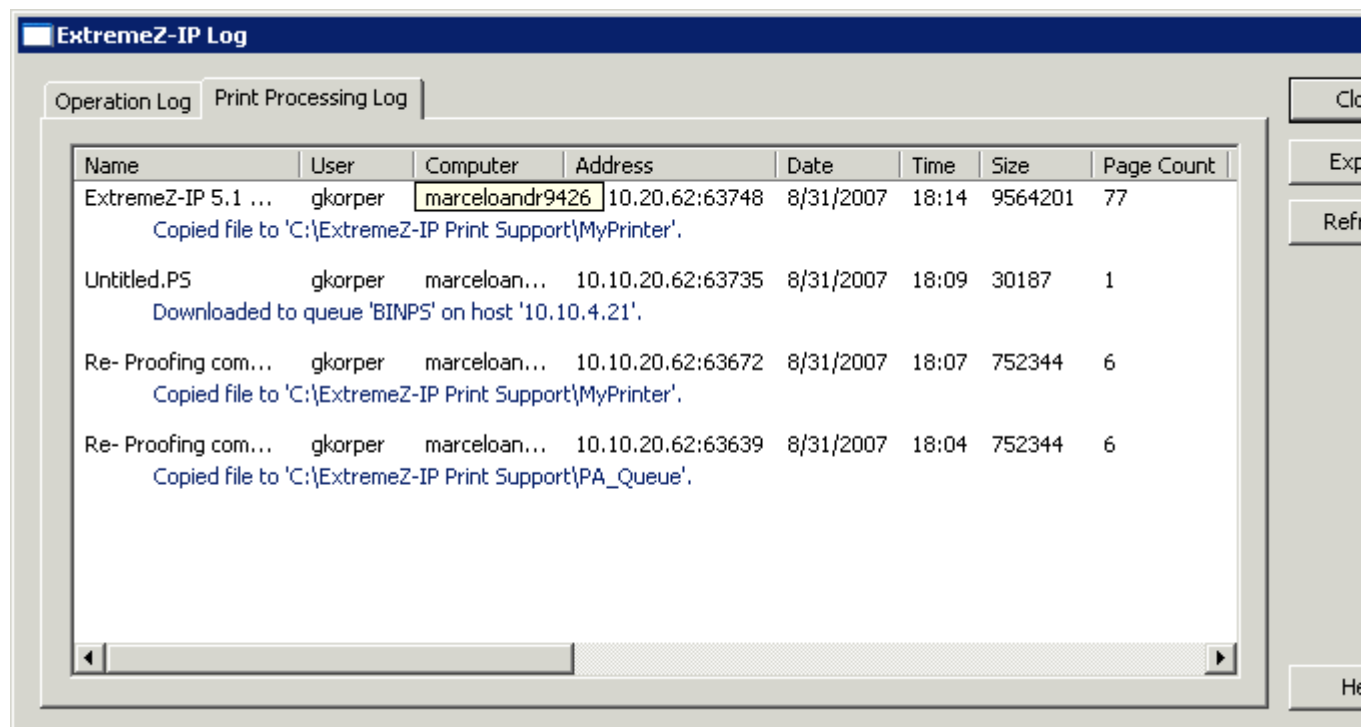 ExtremeZ-IP Log
Operation Log Print Processing Log
Clo
Exp
Refr
Name User Computer Address Date Time Size Page Count
ExtremeZ-IP 5.1 ... gkorper marceloandr9426 10.20.62:63748 8/31/2007 18:14 9564201 77
Copied file to 'C:\ExtremeZ-IP Print Support\MyPrinter'.
Untitled.PS gkorper marceloan... 10.10.20.62:63735 8/31/2007 18:09 30187 1
Downloaded to queue 'BINPS' on host '10.10.4.21'.
Re- Proofing com... gkorper marceloan... 10.10.20.62:63672 8/31/2007 18:07 752344 6
Copied file to 'C:\ExtremeZ-IP Print Support\MyPrinter'.
Re- Proofing com... gkorper marceloan... 10.10.20.62:63639 8/31/2007 18:04 752344 6
Copied file to 'C:\ExtremeZ-IP Print Support\PA_Queue'.
He